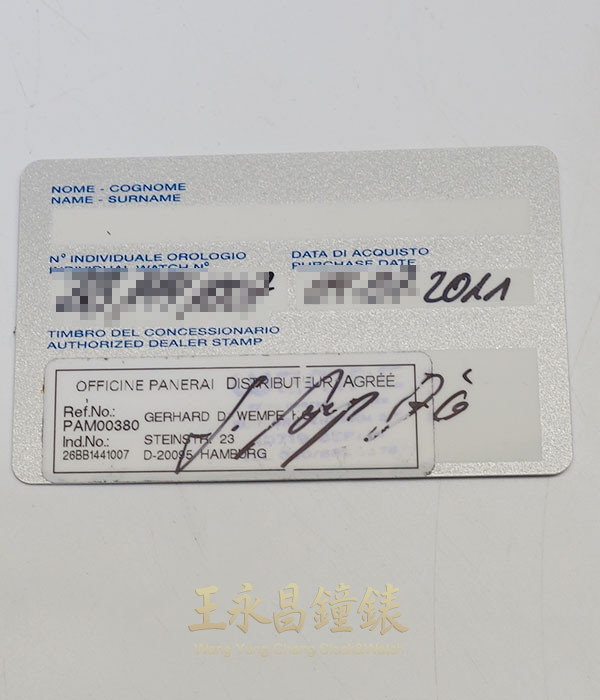 NOME - COGNOME
NAME - SURNAME
N° INDIVIDUALE OROLOGIO
INDIVIDUAL WATCH N°
DATA DI ACQUISTO
PURCHASE DATE
2011
TIMBRO DEL CONCESSIONARIO
AUTHORIZED DEALER STAMP
OFFICINE PANERAI DISTRIBUTEUR AGRÉÉ
Ref.No.: GERHARD D. WEMPE
PAM00380
Ind.No.: STEINSTR. 23
26BB1441007 D-20095 HAMBURG
王永昌鐘錶